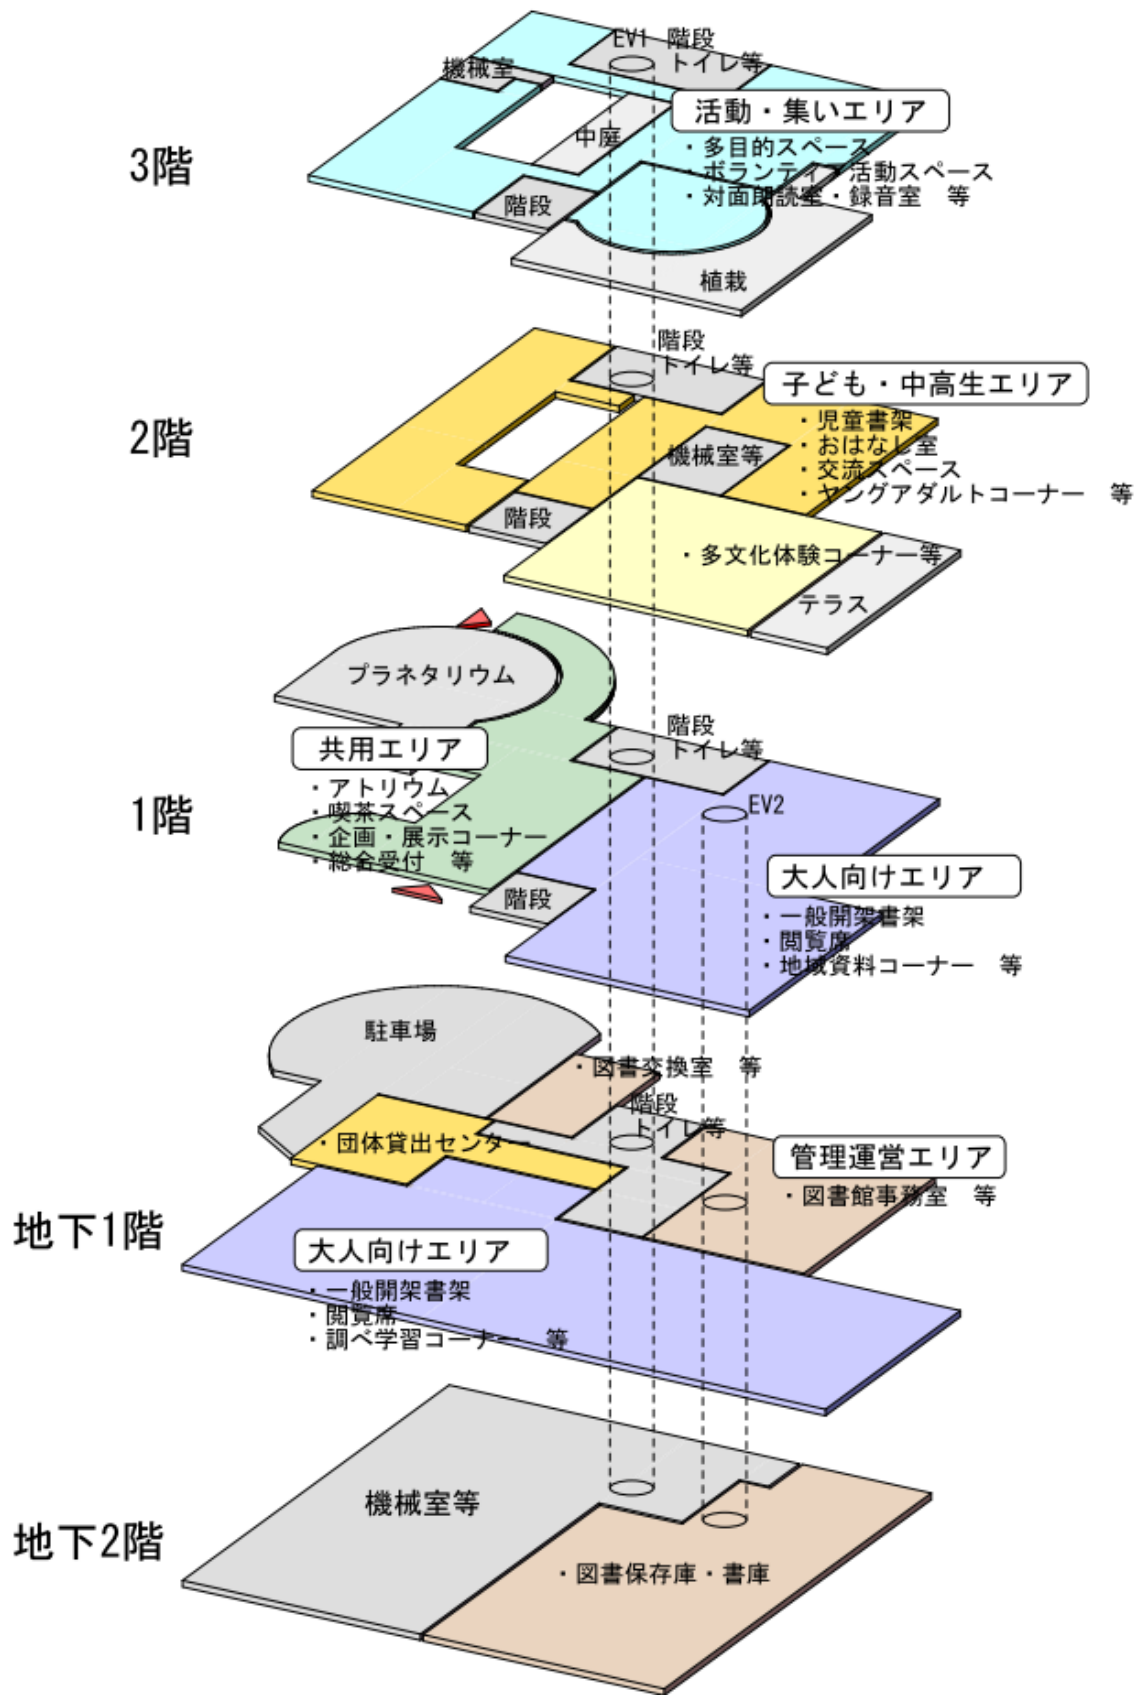 3階
EV1 階段
トイレ等
機械室
活動・集いエリア
・多目的スペース
・ボランティア活動スペース
・対面朗読室・録音室 等
中庭
階段
植栽
2階
階段
トイレ等
子ども・中高生エリア
・児童書架
・おはなし室
・交流スペース
・ヤングアダルトコーナー 等
機械室等
階段
・多文化体験コーナー等
テラス
1階
プラネタリウム
階段
トイレ等
共用エリア
・アトリウム
・喫茶スペース
・企画・展示コーナー
・総合受付 等
EV2
大人向けエリア
・一般開架書架
・閲覧席
・地域資料コーナー 等
階段
地下1階
駐車場
・図書交換室 等
階段
トイレ等
・団体貸出センター
管理運営エリア
・図書館事務室 等
大人向けエリア
・一般開架書架
・閲覧席
・調べ学習コーナー 等
地下2階
機械室等
・図書保存庫・書庫